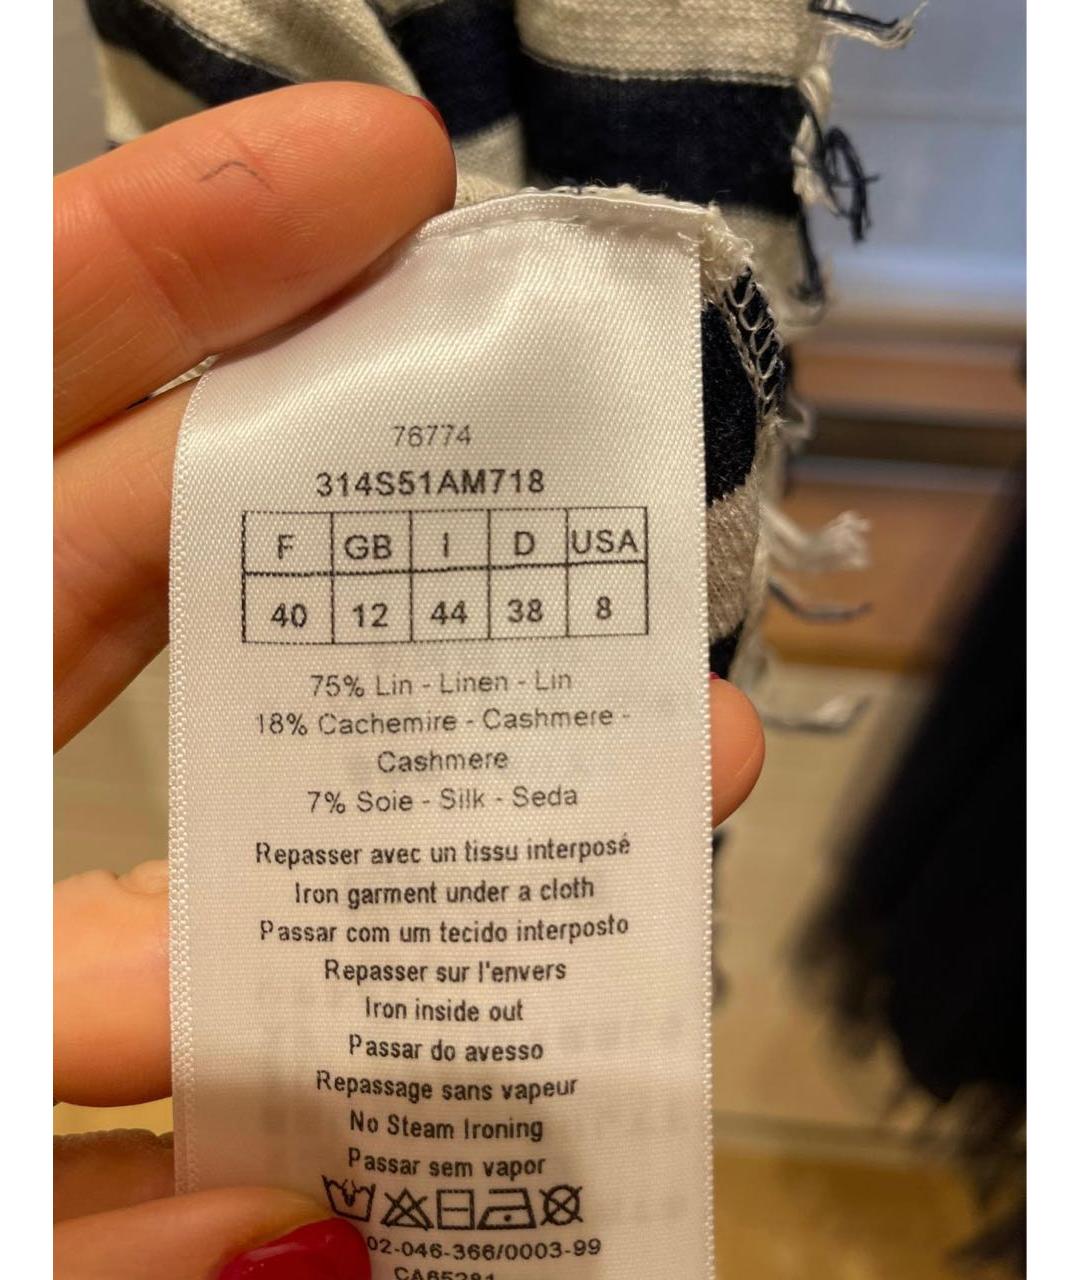 76774
314S51AM718
F GB I D USA
40 12 44 38 8
75% Lin - Linen - Lin
18% Cachemire - Cashmere -
Cashmere
7% Soie - Silk - Seda
Repasser avec un tissu interposé
Iron garment under a cloth
Passar com um tecido interposto
Repasser sur l'envers
Iron inside out
Passar do avesso
Repassage sans vapeur
No Steam Ironing
Passar sem vapor
02-046-366/0003-99